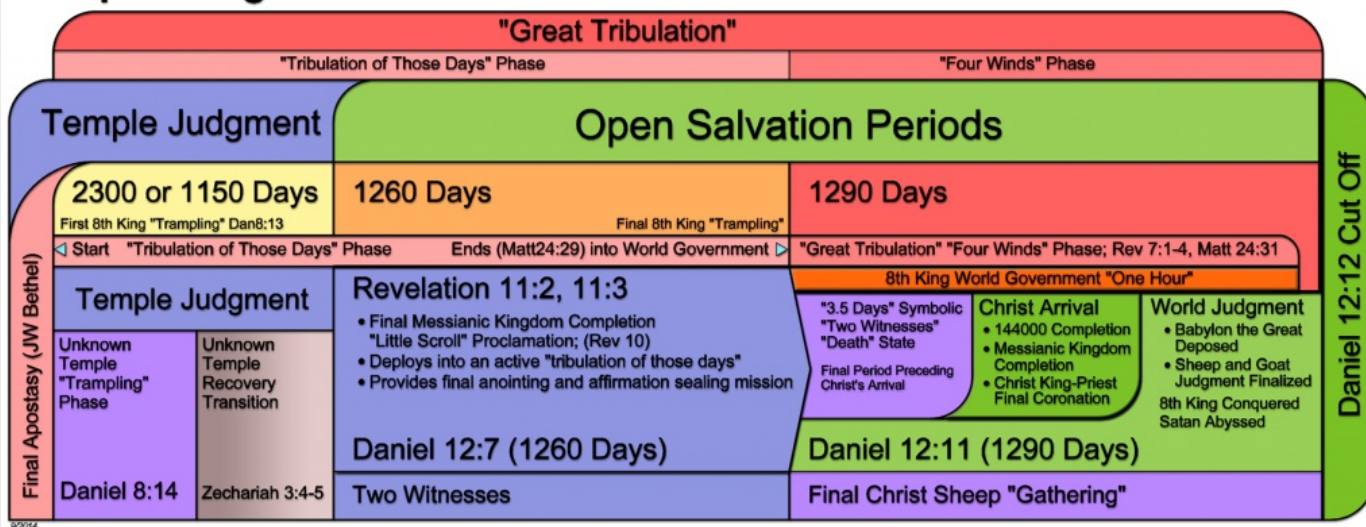 "Great Tribulation"
"Tribulation of Those Days" Phase
"Four Winds" Phase
Temple Judgment
Open Salvation Periods
2300 or 1150 Days
First 8th King "Trampling" Dan8:13
1260 Days
Final 8th King "Trampling"
1290 Days
Start "Tribulation of Those Days" Phase
Ends (Matt24:29) into World Government
"Great Tribulation" "Four Winds" Phase; Rev 7:1-4, Matt 24:31
8th King World Government "One Hour"
Final Apostasy (JW Bethel)
Temple Judgment
Unknown
Temple
"Trampling"
Phase
Daniel 8:14
Unknown
Temple
Recovery
Transition
Zechariah 3:4-5
Revelation 11:2, 11:3
• Final Messianic Kingdom Completion
"Little Scroll" Proclamation; (Rev 10)
• Deploys into an active "tribulation of those days"
• Provides final anointing and affirmation sealing mission
Daniel 12:7 (1260 Days)
Two Witnesses
"3.5 Days" Symbolic
"Two Witnesses"
"Death" State
Final Period Preceding
Christ's Arrival
Christ Arrival
• 144000 Completion
• Messianic Kingdom
Completion
• Christ King-Priest
Final Coronation
World Judgment
• Babylon the Great
Deposed
• Sheep and Goat
Judgment Finalized
8th King Conquered
Satan Abyssed
Daniel 12:11 (1290 Days)
Final Christ Sheep "Gathering"
Daniel 12:12 Cut Off
9/2014